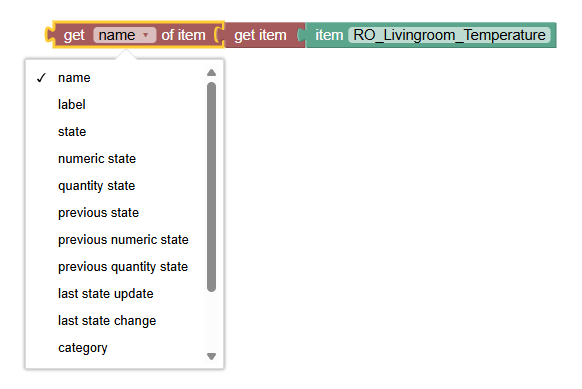 get name of item get item item RO_Livingroom_Temperature
✓ name
label
state
numeric state
quantity state
previous state
previous numeric state
previous quantity state
last state update
last state change
category